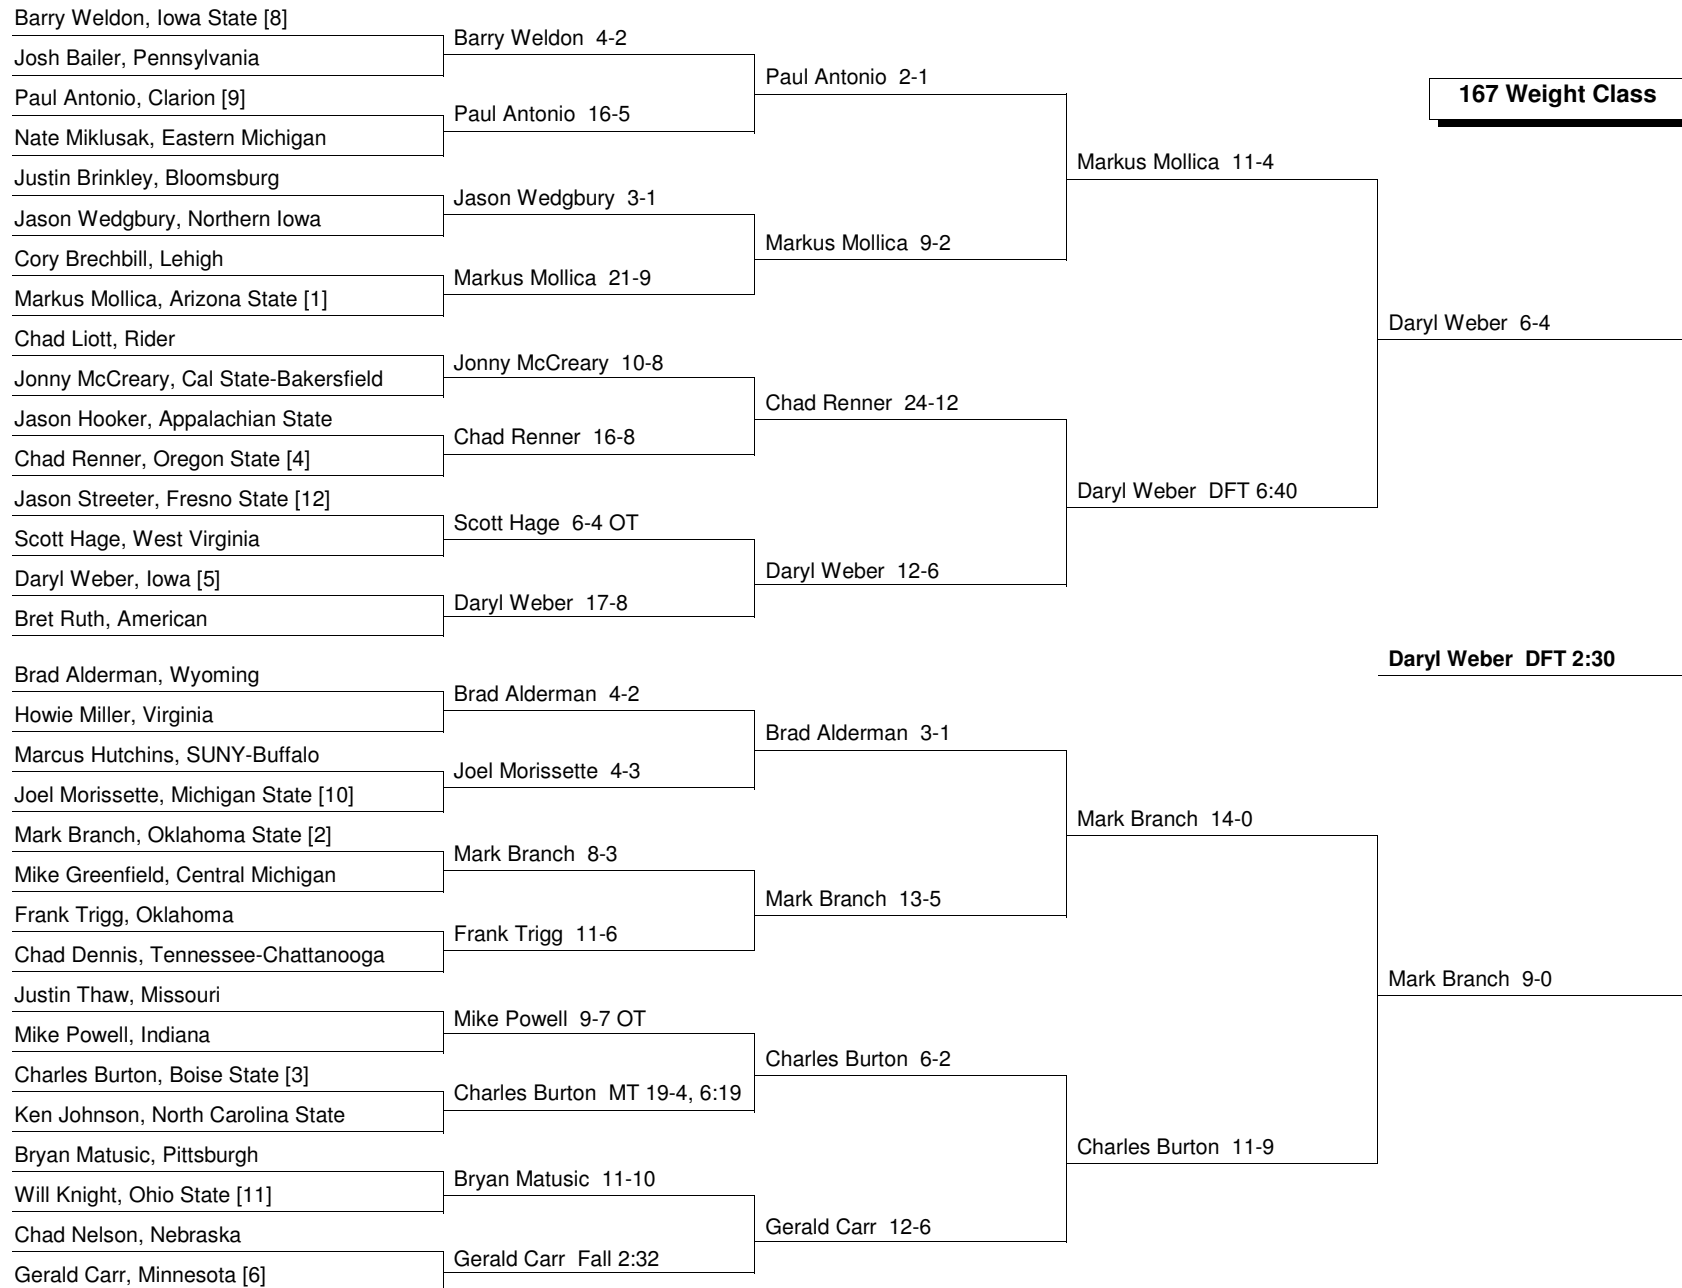 Barry Weldon, Iowa State [8]
Josh Bailer, Pennsylvania
Paul Antonio, Clarion [9]
Nate Miklusak, Eastern Michigan
Justin Brinkley, Bloomsburg
Jason Wedgbury, Northern Iowa
Cory Brechbill, Lehigh
Markus Mollica, Arizona State [1]
Chad Liott, Rider
Jonny McCreary, Cal State-Bakersfield
Jason Hooker, Appalachian State
Chad Renner, Oregon State [4]
Jason Streeter, Fresno State [12]
Scott Hage, West Virginia
Daryl Weber, Iowa [5]
Bret Ruth, American
Brad Alderman, Wyoming
Howie Miller, Virginia
Marcus Hutchins, SUNY-Buffalo
Joel Morissette, Michigan State [10]
Mark Branch, Oklahoma State [2]
Mike Greenfield, Central Michigan
Frank Trigg, Oklahoma
Chad Dennis, Tennessee-Chattanooga
Justin Thaw, Missouri
Mike Powell, Indiana
Charles Burton, Boise State [3]
Ken Johnson, North Carolina State
Bryan Matusic, Pittsburgh
Will Knight, Ohio State [11]
Chad Nelson, Nebraska
Gerald Carr, Minnesota [6]
Barry Weldon 4-2
Paul Antonio 16-5
Jason Wedgbury 3-1
Markus Mollica 21-9
Jonny McCreary 10-8
Chad Renner 16-8
Scott Hage 6-4 OT
Daryl Weber 17-8
Brad Alderman 4-2
Joel Morissette 4-3
Mark Branch 8-3
Frank Trigg 11-6
Mike Powell 9-7 OT
Charles Burton MT 19-4, 6:19
Bryan Matusic 11-10
Gerald Carr Fall 2:32
Paul Antonio 2-1
Markus Mollica 9-2
Chad Renner 24-12
Daryl Weber 12-6
Brad Alderman 3-1
Mark Branch 13-5
Charles Burton 6-2
Gerald Carr 12-6
Markus Mollica 11-4
Daryl Weber DFT 6:40
Mark Branch 14-0
Charles Burton 11-9
167 Weight Class
Daryl Weber 6-4
Daryl Weber DFT 2:30
Mark Branch 9-0